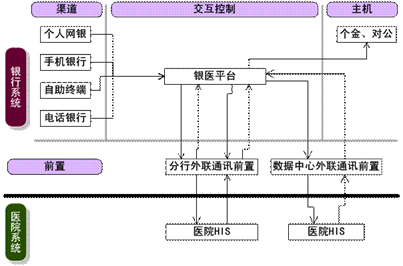 渠道
交互控制
主机
银行系统
个人网银
手机银行
自助终端
电话银行
银医平台
个金、对公
前置
分行外联通讯前置
数据中心外联通讯前置
医院系统
医院HIS
医院HIS